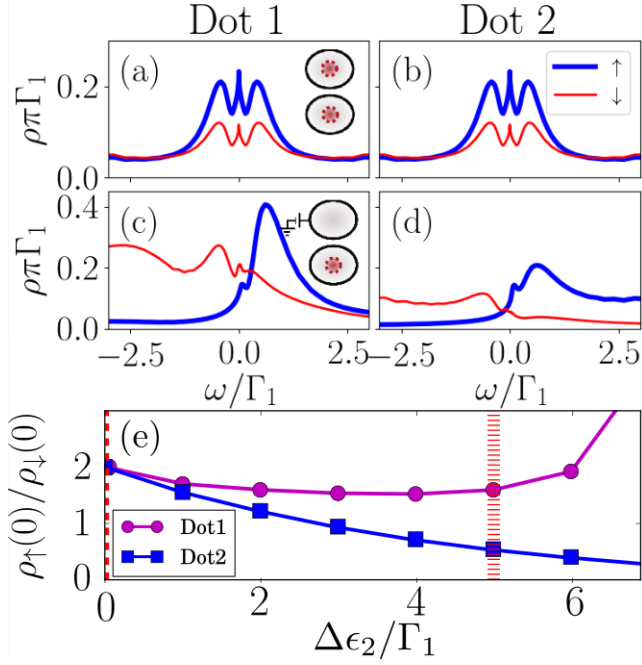 Dot 1 Dot 2
(a) (b) ↑ ↓
ρπΓ₁ 0.2 0.0
(c) (d)
ρπΓ₁ 0.4 0.2 0.0
−2.5 0.0 2.5 −2.5 0.0 2.5
ω/Γ₁ ω/Γ₁
(e)
ρ↑(0)/ρ↓(0) 2 1 0
Dot1
Dot2
0 2 4 6
Δϵ₂/Γ₁